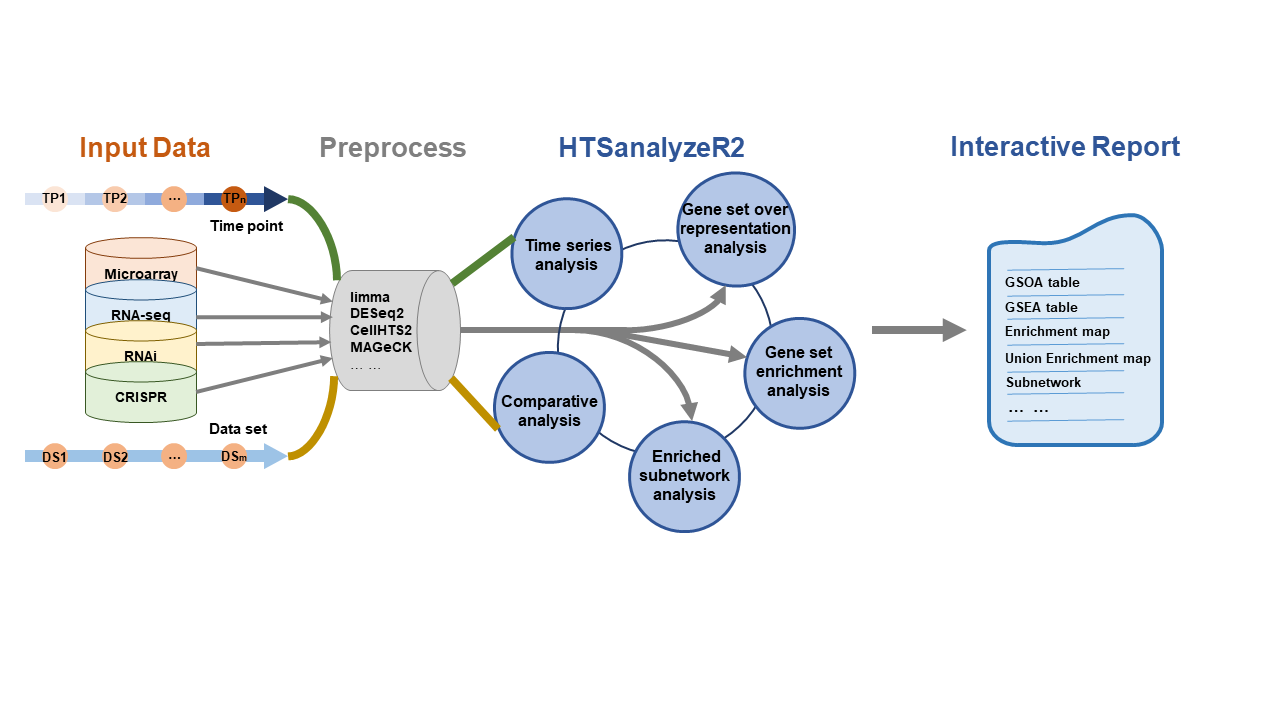 Input Data
Preprocess
HTSanalyzeR2
Interactive Report
TP1
TP2
...
TPn
Time point
Microarray
RNA-seq
RNAi
CRISPR
Data set
DS1
DS2
...
DSm
limma
DESeq2
CellHTS2
MAGeCK
... ...
Time series
analysis
Gene set over
representation
analysis
Gene set
enrichment
analysis
Comparative
analysis
Enriched
subnetwork
analysis
GSOA table
GSEA table
Enrichment map
Union Enrichment map
Subnetwork
... ...